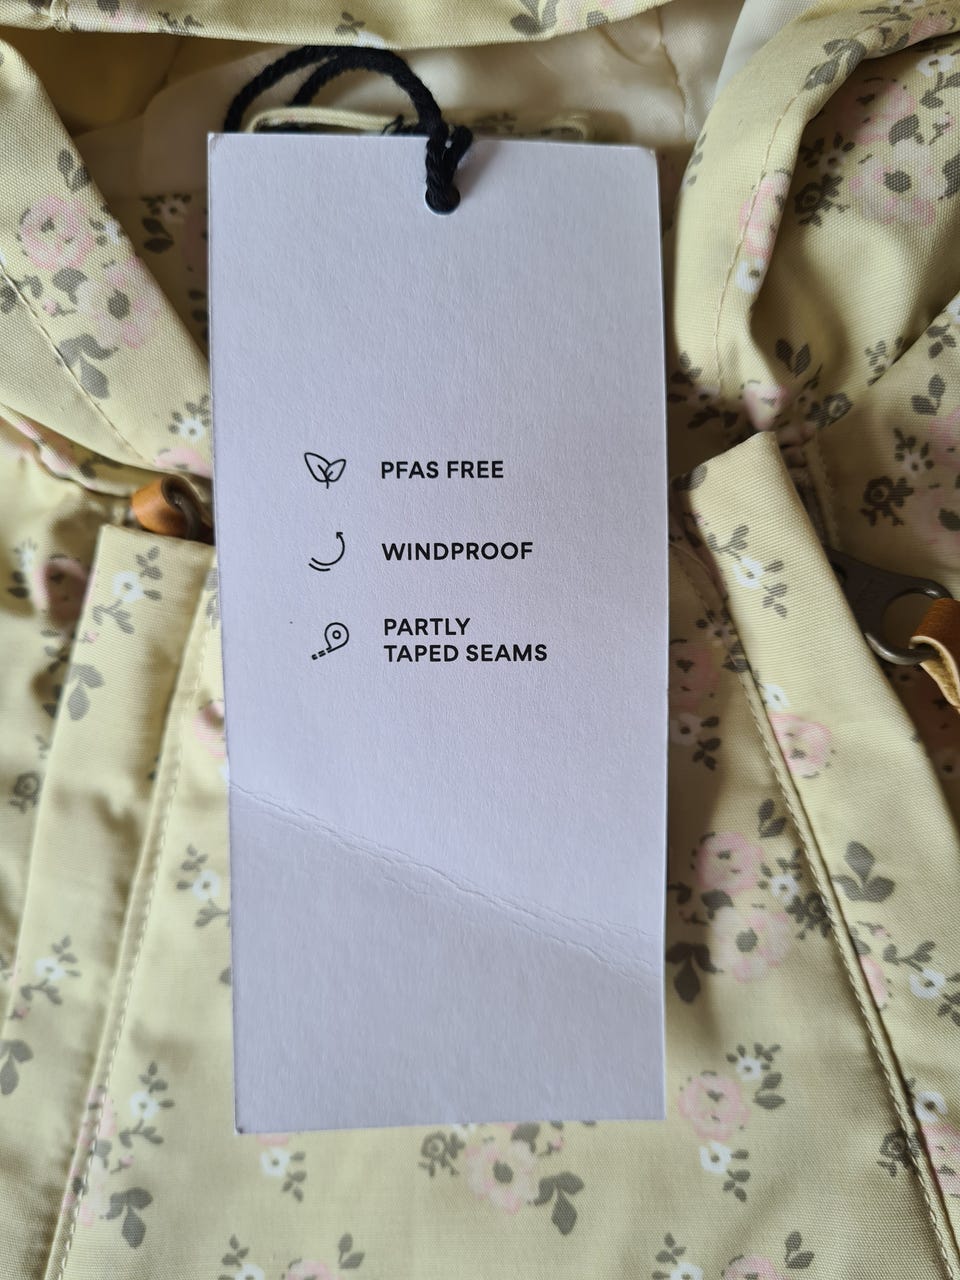 PFAS FREE
WINDPROOF
PARTLY
TAPED SEAMS